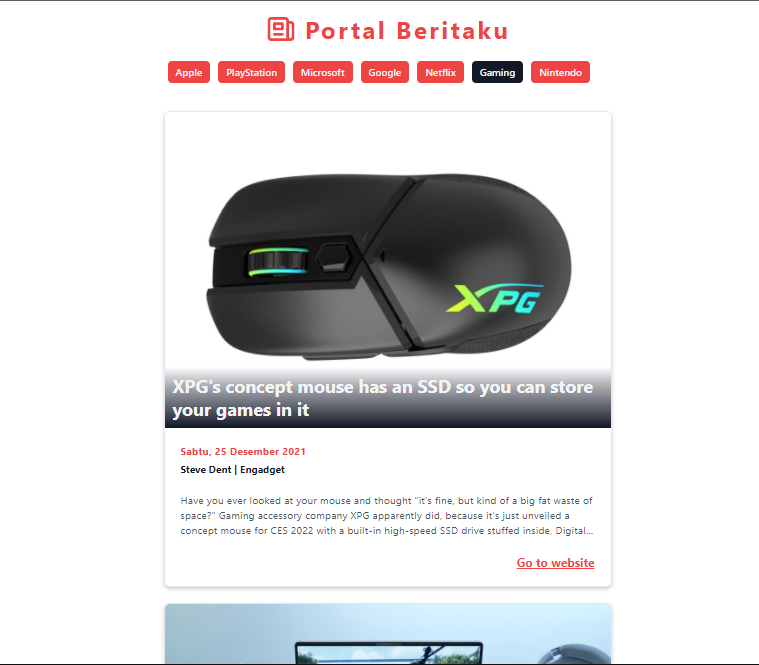 Portal Beritaku
Apple PlayStation Microsoft Google Netflix Gaming Nintendo
XPG
XPG's concept mouse has an SSD so you can store
your games in it
Sabtu, 25 Desember 2021
Steve Dent | Engadget
Have you ever looked at your mouse and thought "it's fine, but kind of a big fat waste of
space?" Gaming accessory company XPG apparently did, because it's just unveiled a
concept mouse for CES 2022 with a built-in high-speed SSD drive stuffed inside, Digital...
Go to website